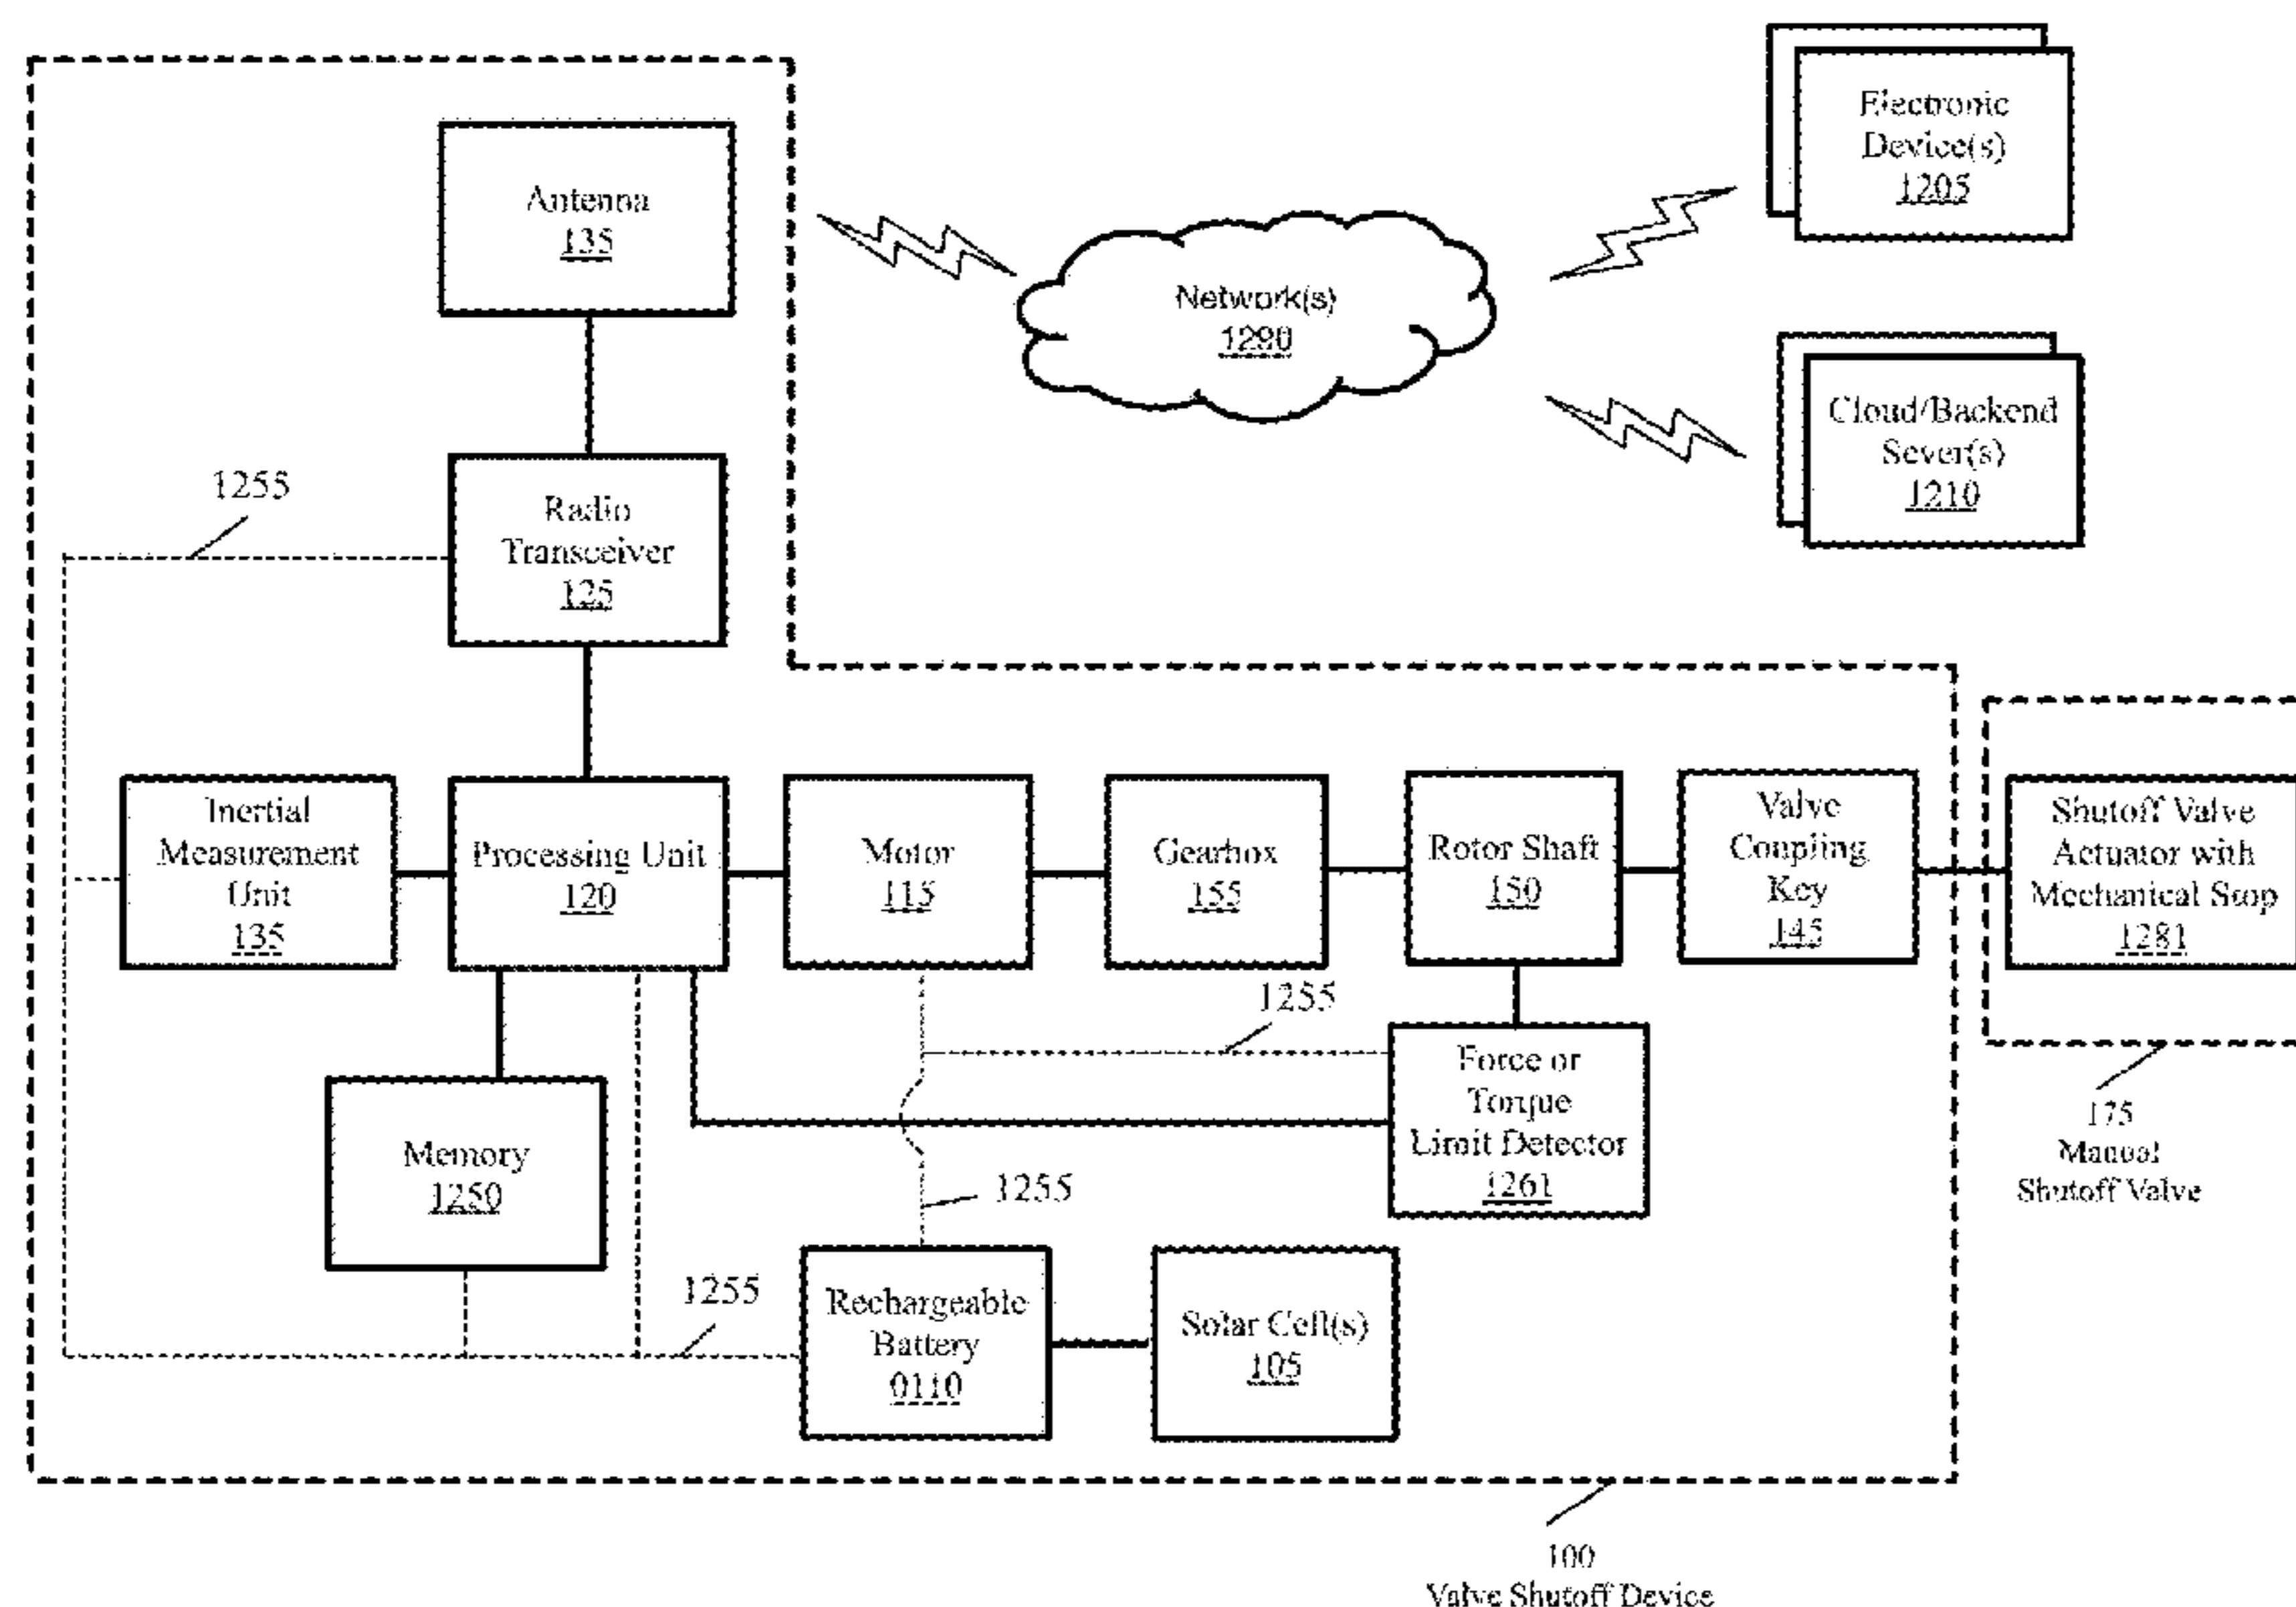 Antenna
135
Network(s)
1290
Electronic
Device(s)
1205
Cloud/Backend
Sever(s)
1210
1255
Radio
Transceiver
125
Inertial
Measurement
Unit
135
Processing Unit
120
Motor
115
Gearbox
155
Rotor Shaft
150
Valve
Coupling
Key
145
Shutoff Valve
Actuator with
Mechanical Stop
1281
1255
Force or
Torque
Limit Detector
1261
175
Manual
Shutoff Valve
Memory
1250
1255
1255
Rechargeable
Battery
0110
Solar Cell(s)
105
100
Valve Shutoff Device